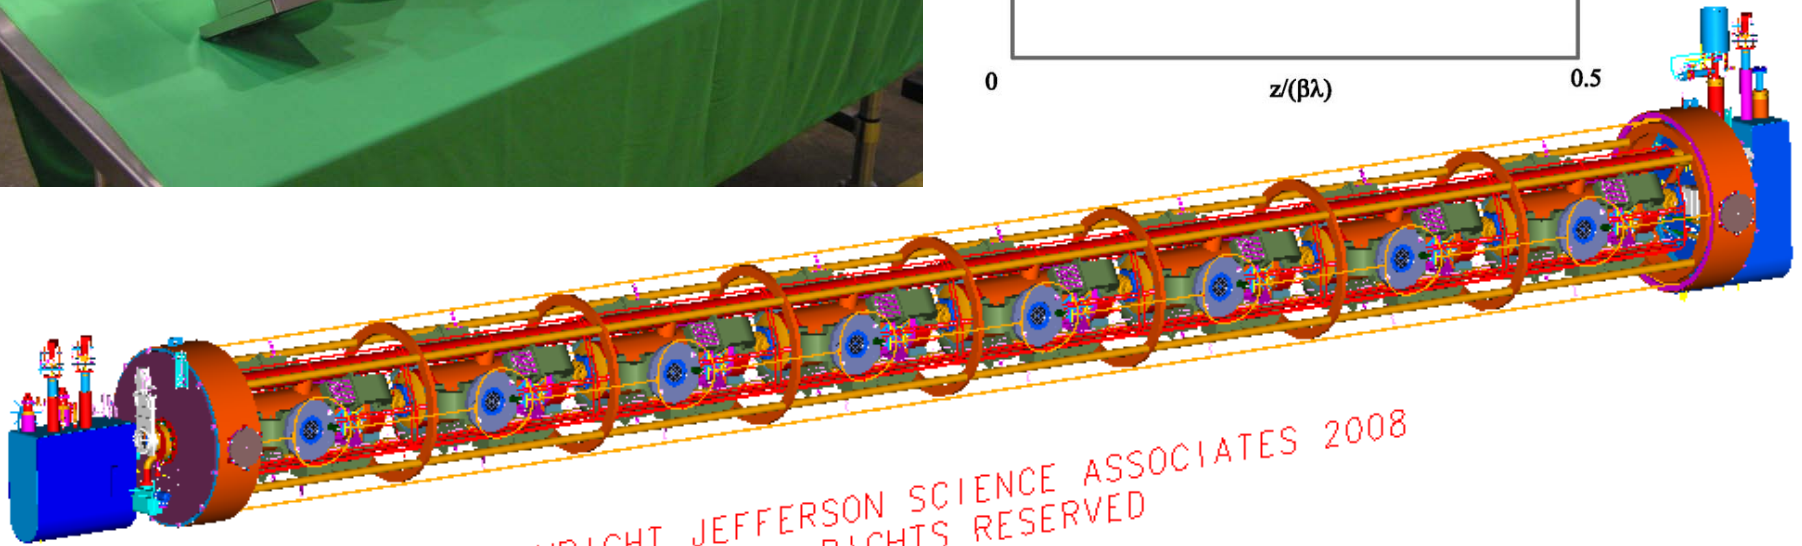 0
z/(βλ)
0.5
JEFFERSON SCIENCE ASSOCIATES 2008
RESERVED